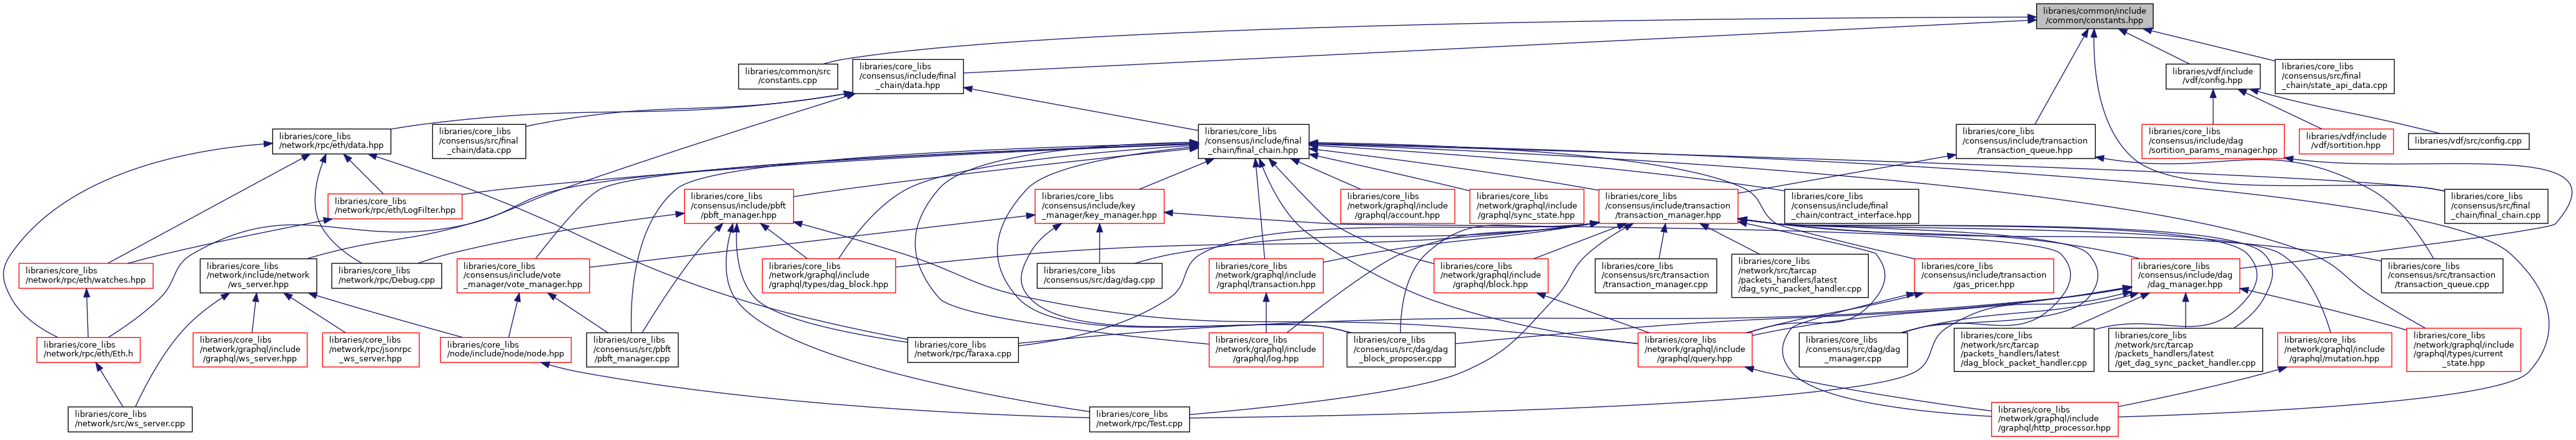 libraries/common/include
/common/constants.hpp
libraries/common/src
/constants.cpp
libraries/core_libs
/consensus/include/final
_chain/data.hpp
libraries/vdf/include
/vdf/config.hpp
libraries/core_libs
/consensus/src/final
_chain/state_api_data.cpp
libraries/core_libs
/network/rpc/eth/data.hpp
libraries/core_libs
/consensus/src/final
_chain/data.cpp
libraries/core_libs
/consensus/include/final
_chain/final_chain.hpp
libraries/core_libs
/consensus/include/transaction
/transaction_queue.hpp
libraries/core_libs
/consensus/include/dag
/sortition_params_manager.hpp
libraries/vdf/include
/vdf/sortition.hpp
libraries/vdf/src/config.cpp
libraries/core_libs
/network/rpc/eth/LogFilter.hpp
libraries/core_libs
/consensus/include/pbft
/pbft_manager.hpp
libraries/core_libs
/consensus/include/key
_manager/key_manager.hpp
libraries/core_libs
/network/graphql/include
/graphql/account.hpp
libraries/core_libs
/network/graphql/include
/graphql/sync_state.hpp
libraries/core_libs
/consensus/include/transaction
/transaction_manager.hpp
libraries/core_libs
/consensus/include/final
_chain/contract_interface.hpp
libraries/core_libs
/consensus/src/final
_chain/final_chain.cpp
libraries/core_libs
/network/rpc/eth/watches.hpp
libraries/core_libs
/network/include/network
/ws_server.hpp
libraries/core_libs
/network/rpc/Debug.cpp
libraries/core_libs
/consensus/include/vote
_manager/vote_manager.hpp
libraries/core_libs
/network/graphql/include
/graphql/types/dag_block.hpp
libraries/core_libs
/consensus/src/dag/dag.cpp
libraries/core_libs
/network/graphql/include
/graphql/transaction.hpp
libraries/core_libs
/network/graphql/include
/graphql/block.hpp
libraries/core_libs
/consensus/src/transaction
/transaction_manager.cpp
libraries/core_libs
/network/src/tarcap
/packets_handlers/latest
/dag_sync_packet_handler.cpp
libraries/core_libs
/consensus/include/transaction
/gas_pricer.hpp
libraries/core_libs
/consensus/include/dag
/dag_manager.hpp
libraries/core_libs
/consensus/src/transaction
/transaction_queue.cpp
libraries/core_libs
/network/rpc/eth/Eth.h
libraries/core_libs
/network/graphql/include
/graphql/ws_server.hpp
libraries/core_libs
/network/rpc/jsonrpc
_ws_server.hpp
libraries/core_libs
/node/include/node/node.hpp
libraries/core_libs
/consensus/src/pbft
/pbft_manager.cpp
libraries/core_libs
/network/rpc/Taraxa.cpp
libraries/core_libs
/network/graphql/include
/graphql/log.hpp
libraries/core_libs
/consensus/src/dag/dag
_block_proposer.cpp
libraries/core_libs
/network/graphql/include
/graphql/query.hpp
libraries/core_libs
/consensus/src/dag/dag
_manager.cpp
libraries/core_libs
/network/src/tarcap
/packets_handlers/latest
/dag_block_packet_handler.cpp
libraries/core_libs
/network/src/tarcap
/packets_handlers/latest
/get_dag_sync_packet_handler.cpp
libraries/core_libs
/network/graphql/include
/graphql/mutation.hpp
libraries/core_libs
/network/graphql/include
/graphql/types/current
_state.hpp
libraries/core_libs
/network/src/ws_server.cpp
libraries/core_libs
/network/rpc/Test.cpp
libraries/core_libs
/network/graphql/include
/graphql/http_processor.hpp